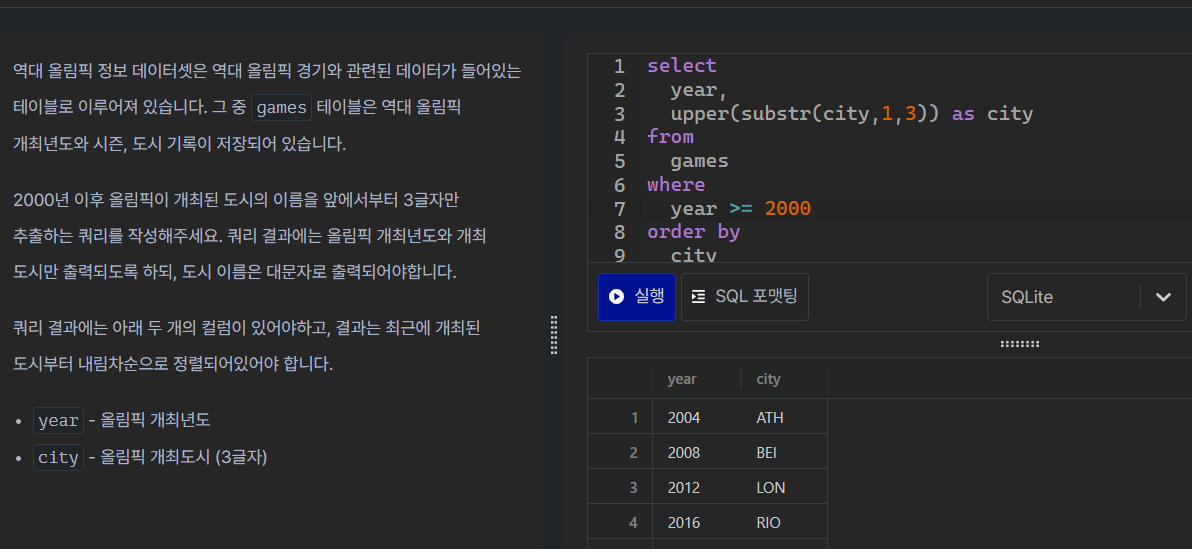 역대 올림픽 정보 데이터셋은 역대 올림픽 경기와 관련된 데이터가 들어있는
테이블로 이루어져 있습니다. 그 중 games 테이블은 역대 올림픽
개최년도와 시즌, 도시 기록이 저장되어 있습니다.
2000년 이후 올림픽이 개최된 도시의 이름을 앞에서부터 3글자만
추출하는 쿼리를 작성해주세요. 쿼리 결과에는 올림픽 개최년도와 개최
도시만 출력되도록 하되, 도시 이름은 대문자로 출력되어야합니다.
쿼리 결과에는 아래 두 개의 컬럼이 있어야하고, 결과는 최근에 개최된
도시부터 내림차순으로 정렬되어있어야 합니다.
• year - 올림픽 개최년도
• city - 올림픽 개최도시 (3글자)
1 select
2 year,
3 upper(substr(city,1,3)) as city
4 from
5 games
6 where
7 year >= 2000
8 order by
9 city
실행 SQL 포맷팅 SQLite
year city
1 2004 ATH
2 2008 BEI
3 2012 LON
4 2016 RIO